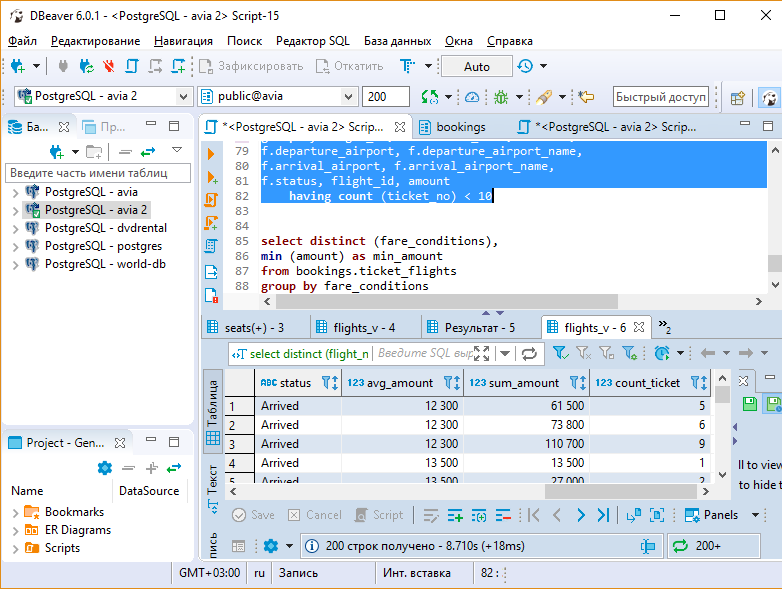 DBeaver 6.0.1 - <PostgreSQL - avia 2> Script-15
Файл Редактирование Навигация Поиск Редактор SQL База данных Окна Справка
Зафиксировать Откатить Auto
PostgreSQL - avia 2 public@avia 200 Быстрый доступ
Ба... Пр...
Введите часть имени таблиц
PostgreSQL - avia
PostgreSQL - avia 2
PostgreSQL - dvdrental
PostgreSQL - postgres
PostgreSQL - world-db
*<PostgreSQL - avia 2> Scrip... bookings *<PostgreSQL - avia 2> Scrip...
79 f.departure_airport, f.departure_airport_name,
80 f.arrival_airport, f.arrival_airport_name,
81 f.status, flight_id, amount
82 having count (ticket_no) < 10
83
84
85 select distinct (fare_conditions),
86 min (amount) as min_amount
87 from bookings.ticket_flights
88 group by fare_conditions
seats(+) - 3 flights_v - 4 Результат - 5 flights_v - 6 »2
select distinct (flight_n Введите SQL выр
Таблица
Текст
пись
ABC status 123 avg_amount 123 sum_amount 123 count_ticket
1 Arrived 12 300 61 500 5
2 Arrived 12 300 73 800 6
3 Arrived 12 300 110 700 9
4 Arrived 13 500 13 500 1
5 Arrived 13 500 27 000 2
ll to view
to hide t
Save Cancel Script Panels
200 строк получено - 8.710s (+18ms) 200+
Project - Gen...
Name DataSource
Bookmarks
ER Diagrams
Scripts
GMT+03:00 ru Запись Инт. вставка 82 :